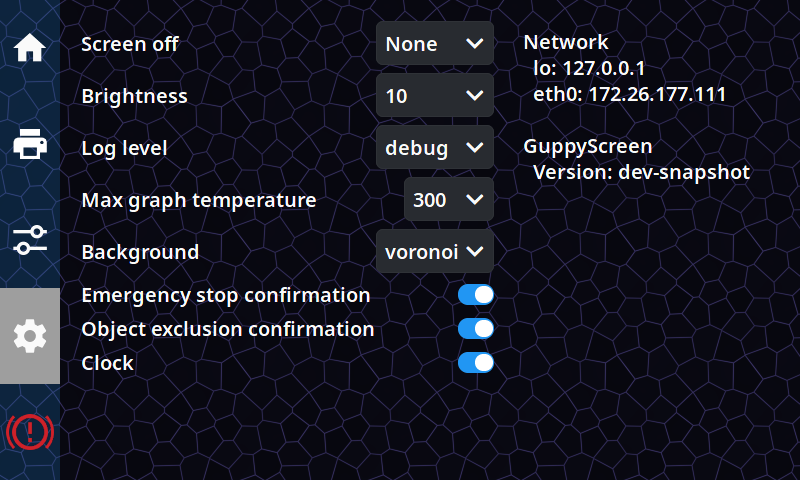 Screen off None
Brightness 10
Log level debug
Max graph temperature 300
Background voronoi
Emergency stop confirmation
Object exclusion confirmation
Clock
Network
lo: 127.0.0.1
eth0: 172.26.177.111
GuppyScreen
Version: dev-snapshot